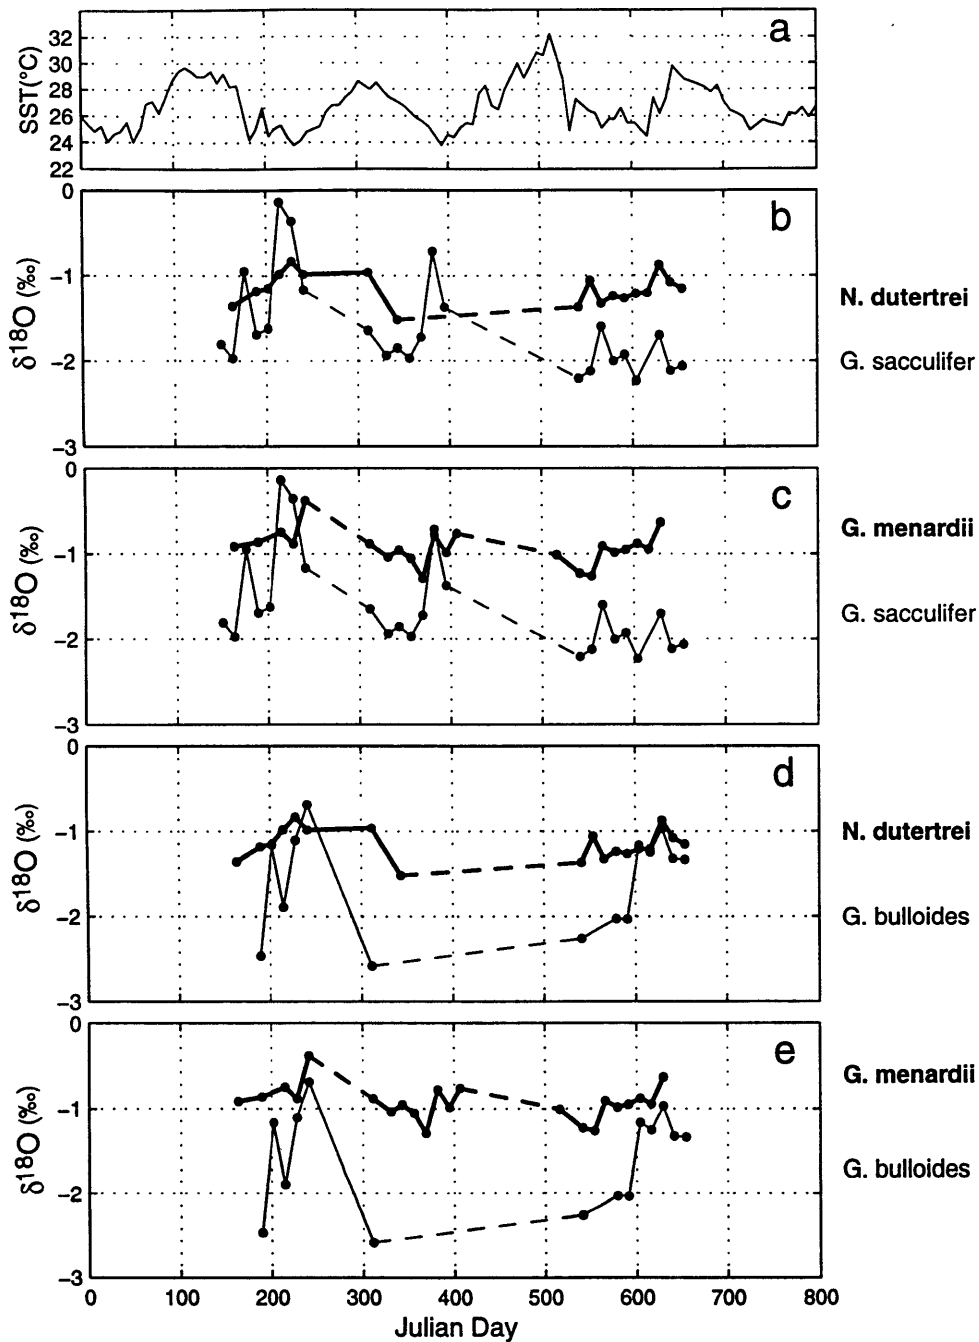 a
SST(°C)
32
30
28
26
24
22
b
δ18O (‰)
0
−1
−2
−3
N. dutertrei
G. sacculifer
c
δ18O (‰)
0
−1
−2
−3
G. menardii
G. sacculifer
d
δ18O (‰)
0
−1
−2
−3
N. dutertrei
G. bulloides
e
δ18O (‰)
0
−1
−2
−3
G. menardii
G. bulloides
0 100 200 300 400 500 600 700 800
Julian Day